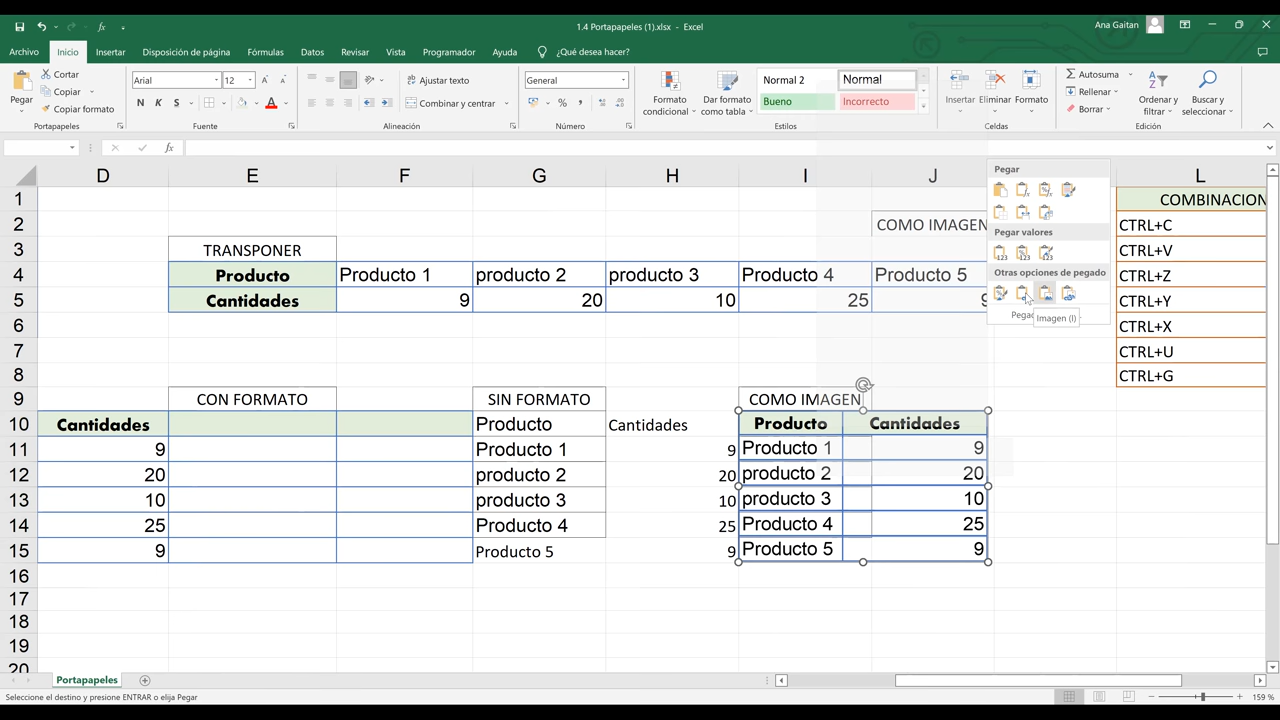 1.4 Portapapeles (1).xlsx - Excel
Ana Gaitan
Archivo Inicio Insertar Disposición de página Fórmulas Datos Revisar Vista Programador Ayuda ¿Qué desea hacer?
Pegar
Cortar
Copiar
Copiar formato
Portapapeles
Arial 12
N K S
Fuente
Ajustar texto
Combinar y centrar
Alineación
General
Número
Formato condicional
Dar formato como tabla
Normal 2 Normal
Bueno Incorrecto
Estilos
Insertar Eliminar Formato
Celdas
Autosuma
Rellenar
Borrar
Ordenar y filtrar
Buscar y seleccionar
Edición
D E F G H I J L
1 COMBINACION
2 COMO IMAGEN CTRL+C
3 TRANSPONER CTRL+V
4 Producto Producto 1 producto 2 producto 3 Producto 4 Producto 5 CTRL+Z
5 Cantidades 9 20 10 25 9 CTRL+Y
6 CTRL+X
7 CTRL+U
8 CTRL+G
9 CON FORMATO SIN FORMATO COMO IMAGEN
10 Cantidades Producto Cantidades Producto Cantidades
11 9 Producto 1 9 Producto 1 9
12 20 producto 2 20 producto 2 20
13 10 producto 3 10 producto 3 10
14 25 Producto 4 25 Producto 4 25
15 9 Producto 5 9 Producto 5 9
16
17
18
19
20
Pegar
Pegar valores
Otras opciones de pegado
Imagen (I)
Portapapeles
Seleccione el destino y presione ENTRAR o elija Pegar
159 %